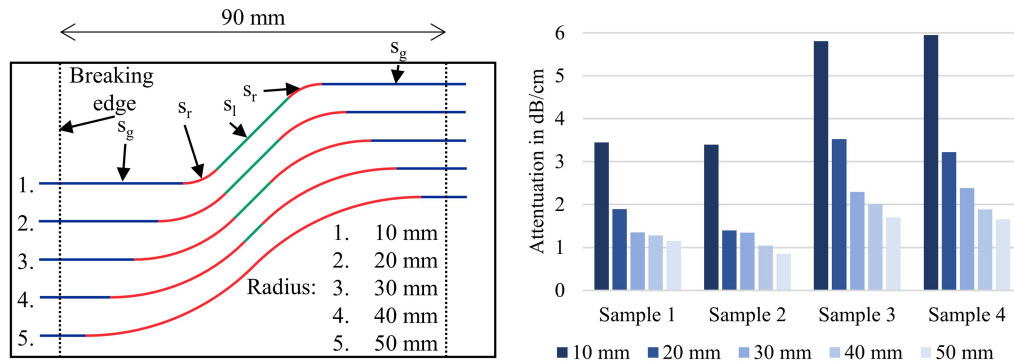 90 mm
Breaking
edge
s_g
s_r
s_l
s_r
s_g
1.
2.
3.
4.
5.
Radius:
1. 10 mm
2. 20 mm
3. 30 mm
4. 40 mm
5. 50 mm
Attentuation in dB/cm
6
5
4
3
2
1
0
Sample 1 Sample 2 Sample 3 Sample 4
10 mm 20 mm 30 mm 40 mm 50 mm